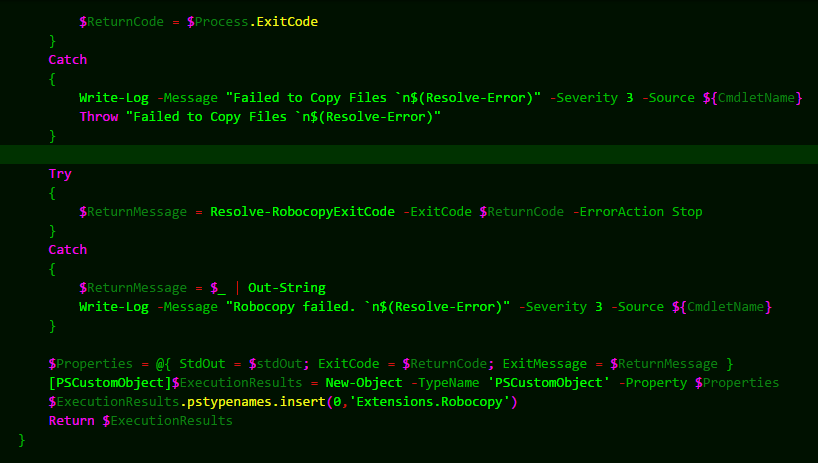 $ReturnCode = $Process.ExitCode
}
Catch
{
Write-Log -Message "Failed to Copy Files `n$(Resolve-Error)" -Severity 3 -Source ${CmdletName}
Throw "Failed to Copy Files `n$(Resolve-Error)"
}
Try
{
$ReturnMessage = Resolve-RobocopyExitCode -ExitCode $ReturnCode -ErrorAction Stop
}
Catch
{
$ReturnMessage = $_ | Out-String
Write-Log -Message "Robocopy failed. `n$(Resolve-Error)" -Severity 3 -Source ${CmdletName}
}
$Properties = @{ StdOut = $stdOut; ExitCode = $ReturnCode; ExitMessage = $ReturnMessage }
[PSCustomObject]$ExecutionResults = New-Object -TypeName 'PSCustomObject' -Property $Properties
$ExecutionResults.pstypenames.insert(0,'Extensions.Robocopy')
Return $ExecutionResults
}